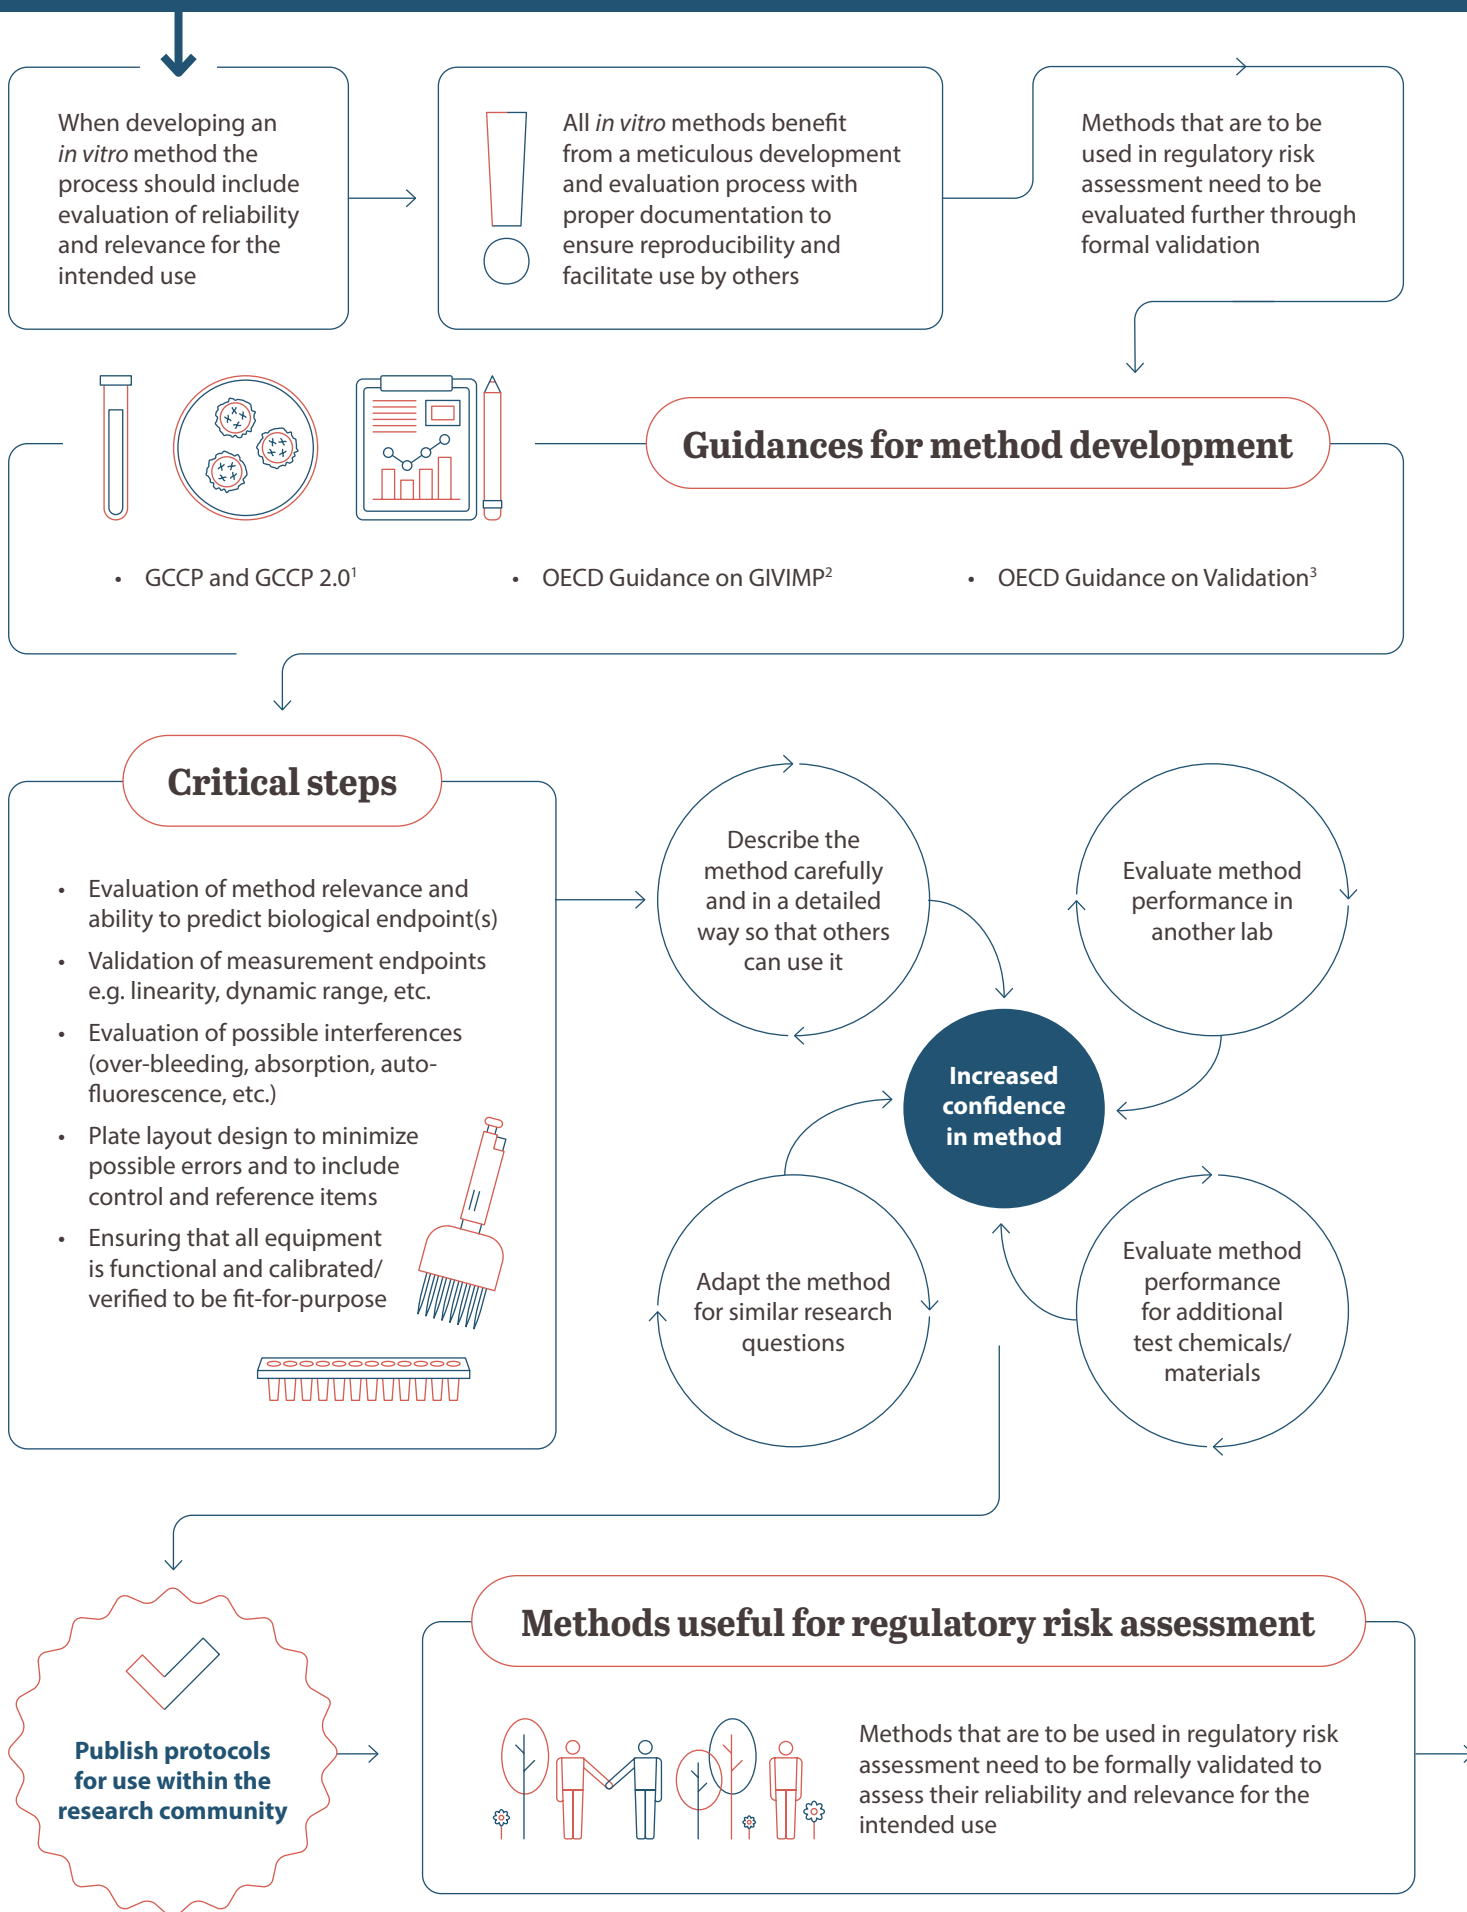 When developing an
in vitro method the
process should include
evaluation of reliability
and relevance for the
intended use
All in vitro methods benefit
from a meticulous development
and evaluation process with
proper documentation to
ensure reproducibility and
facilitate use by others
Methods that are to be
used in regulatory risk
assessment need to be
evaluated further through
formal validation
Guidances for method development
• GCCP and GCCP 2.0¹
• OECD Guidance on GIVIMP²
• OECD Guidance on Validation³
Critical steps
• Evaluation of method relevance and
ability to predict biological endpoint(s)
• Validation of measurement endpoints
e.g. linearity, dynamic range, etc.
• Evaluation of possible interferences
(over-bleeding, absorption, auto-
fluorescence, etc.)
• Plate layout design to minimize
possible errors and to include
control and reference items
• Ensuring that all equipment
is functional and calibrated/
verified to be fit-for-purpose
Describe the
method carefully
and in a detailed
way so that others
can use it
Evaluate method
performance in
another lab
Increased
confidence
in method
Adapt the method
for similar research
questions
Evaluate method
performance
for additional
test chemicals/
materials
Publish protocols
for use within the
research community
Methods useful for regulatory risk assessment
Methods that are to be used in regulatory risk
assessment need to be formally validated to
assess their reliability and relevance for the
intended use